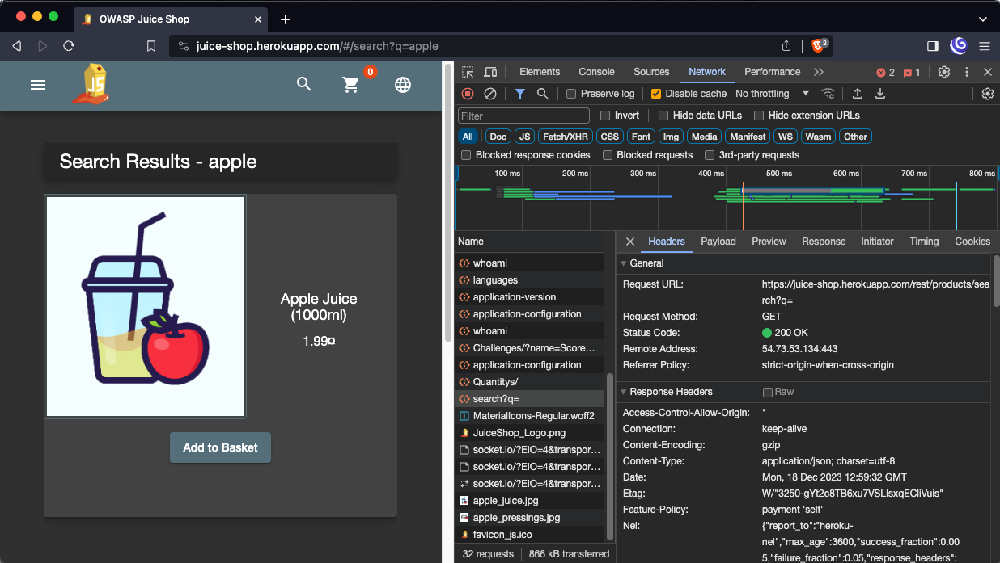 OWASP Juice Shop
juice-shop.herokuapp.com/#/search?q=apple
2
JS
0
Search Results - apple
Apple Juice
(1000ml)
1.99¤
Add to Basket
Elements Console Sources Network Performance 2 1
Preserve log Disable cache No throttling
Filter Invert Hide data URLs Hide extension URLs
All Doc JS Fetch/XHR CSS Font Img Media Manifest WS Wasm Other
Blocked response cookies Blocked requests 3rd-party requests
100 ms 200 ms 300 ms 400 ms 500 ms 600 ms 700 ms 800 ms
Name
whoami
languages
application-version
application-configuration
whoami
Challenges/?name=Score...
application-configuration
Quantitys/
search?q=
MaterialIcons-Regular.woff2
JuiceShop_Logo.png
socket.io/?EIO=4&transpor...
socket.io/?EIO=4&transpor...
socket.io/?EIO=4&transpor...
apple_juice.jpg
apple_pressings.jpg
favicon_js.ico
32 requests 866 kB transferred
Headers Payload Preview Response Initiator Timing Cookies
General
Request URL: https://juice-shop.herokuapp.com/rest/products/sea
rch?q=
Request Method: GET
Status Code: 200 OK
Remote Address: 54.73.53.134:443
Referrer Policy: strict-origin-when-cross-origin
Response Headers Raw
Access-Control-Allow-Origin: *
Connection: keep-alive
Content-Encoding: gzip
Content-Type: application/json; charset=utf-8
Date: Mon, 18 Dec 2023 12:59:32 GMT
Etag: W/"3250-gYt2c8TB6xu7VSLlsxqECliVuis"
Feature-Policy: payment 'self'
Nel: {"report_to":"heroku-
nel","max_age":3600,"success_fraction":0.00
5,"failure_fraction":0.05,"response_headers":